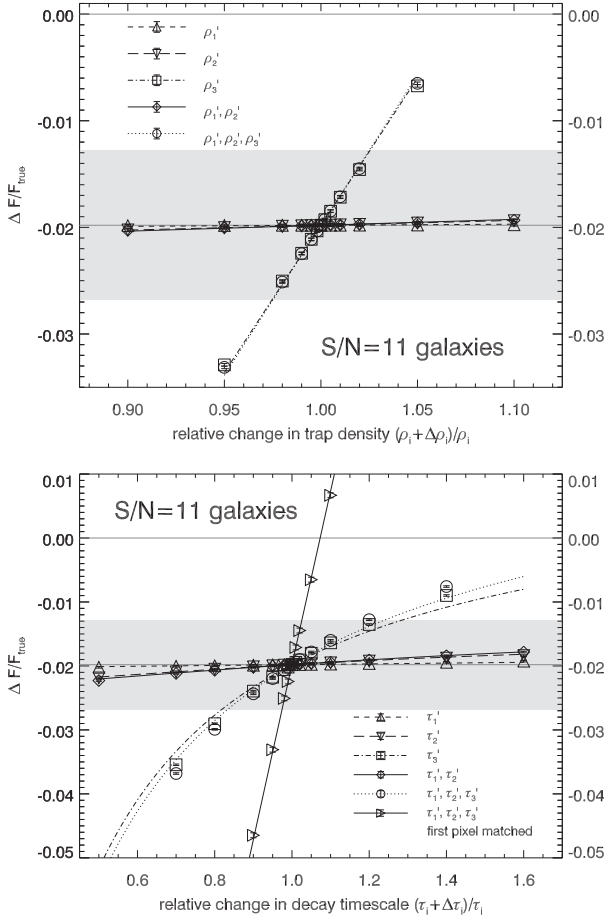 0.00 0.00
ρ₁'
ρ₂'
ρ₃'
ρ₁', ρ₂'
ρ₁', ρ₂', ρ₃'
-0.01 -0.01
Δ F/F_true
-0.02 -0.02
-0.03 -0.03
S/N=11 galaxies
0.90 0.95 1.00 1.05 1.10
relative change in trap density (ρᵢ+Δρᵢ)/ρᵢ
0.01 0.01
S/N=11 galaxies
0.00 0.00
-0.01 -0.01
Δ F/F_true
-0.02 -0.02
-0.03 -0.03
τ₁'
τ₂'
τ₃'
τ₁', τ₂'
τ₁', τ₂', τ₃'
τ₁', τ₂', τ₃'
first pixel matched
-0.04 -0.04
-0.05 -0.05
0.6 0.8 1.0 1.2 1.4 1.6
relative change in decay timescale (τᵢ+Δτᵢ)/τᵢ